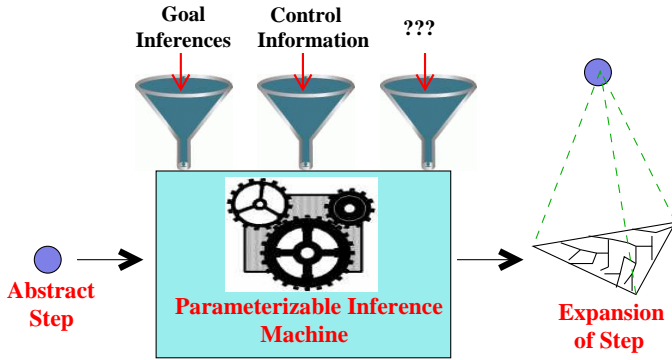 Goal
Inferences
Control
Information
???
Abstract
Step
Parameterizable Inference
Machine
Expansion
of Step